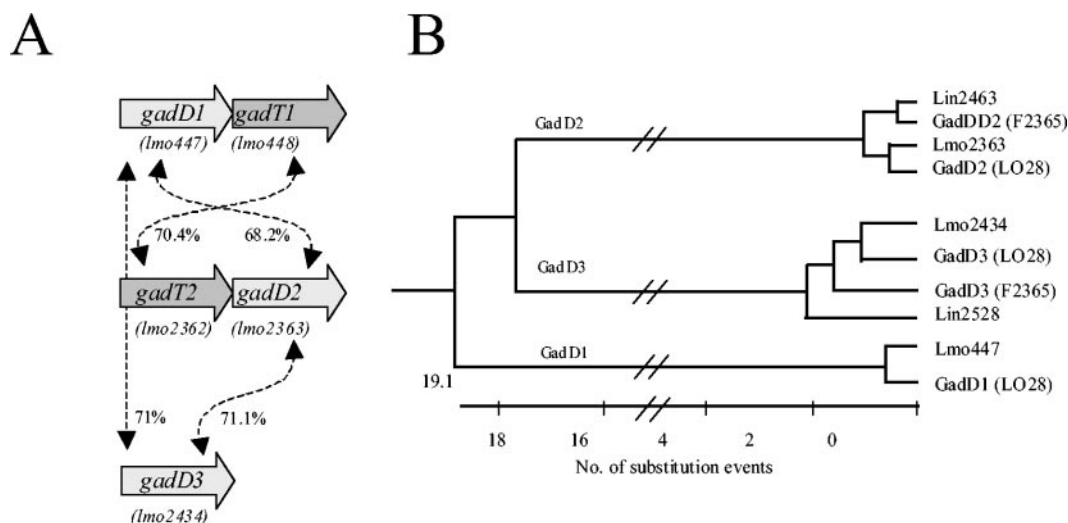 A
gadD1 gadT1
(lmo447) (lmo448)
70.4% 68.2%
gadT2 gadD2
(lmo2362) (lmo2363)
71% 71.1%
gadD3
(lmo2434)
B
GadD2
Lin2463
GadDD2 (F2365)
Lmo2363
GadD2 (LO28)
GadD3
Lmo2434
GadD3 (LO28)
GadD3 (F2365)
Lin2528
GadD1
Lmo447
GadD1 (LO28)
19.1
18 16 4 2 0
No. of substitution events